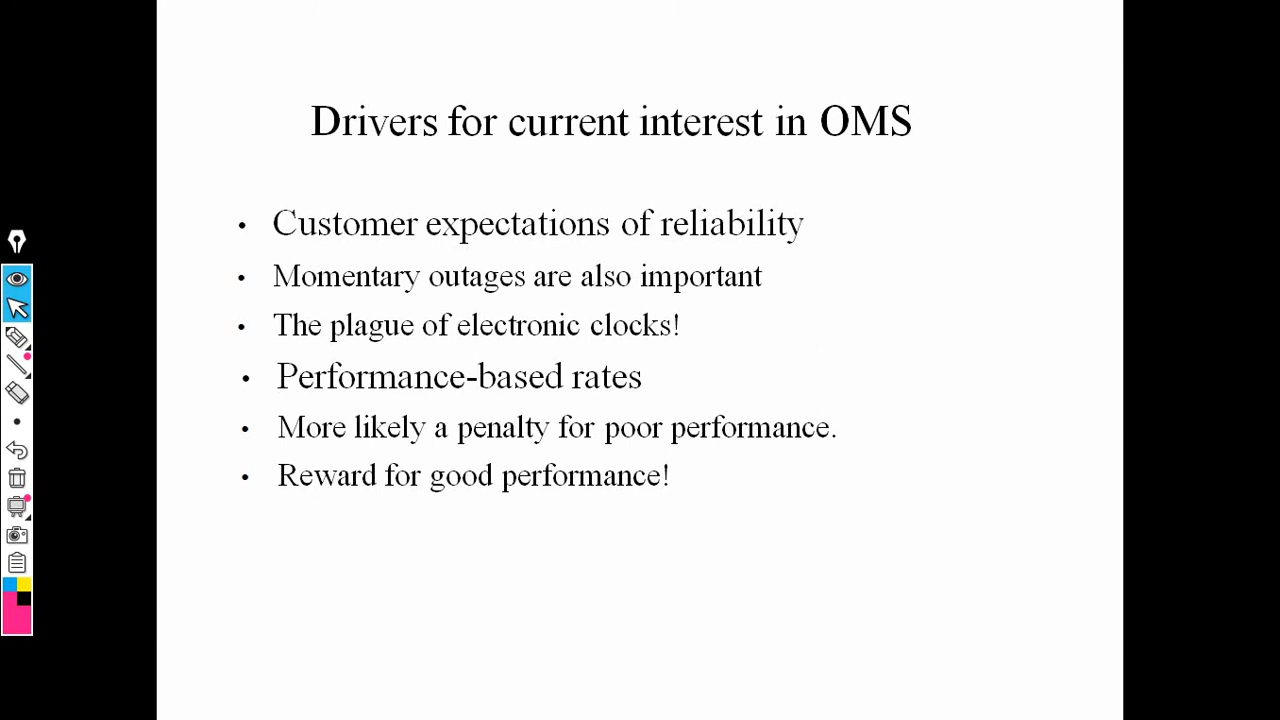 Drivers for current interest in OMS
• Customer expectations of reliability
• Momentary outages are also important
• The plague of electronic clocks!
• Performance-based rates
• More likely a penalty for poor performance.
• Reward for good performance!